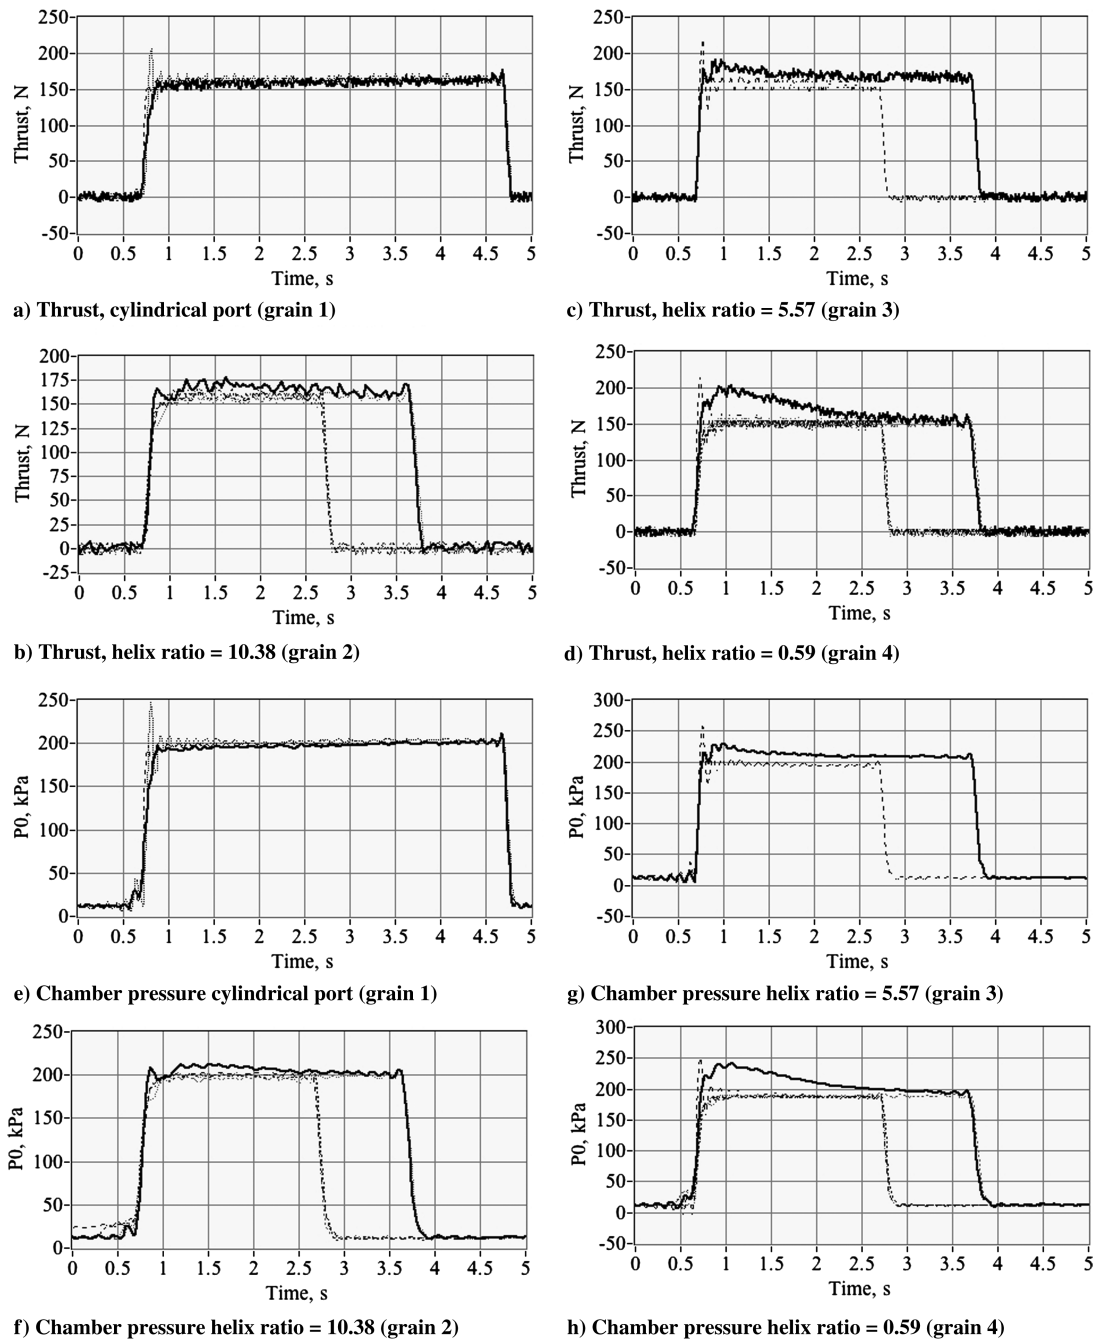 250
200
150
100
50
0
-50
Thrust, N
0 0.5 1 1.5 2 2.5 3 3.5 4 4.5 5
Time, s
a) Thrust, cylindrical port (grain 1)
250
200
150
100
50
0
-50
Thrust, N
0 0.5 1 1.5 2 2.5 3 3.5 4 4.5 5
Time, s
c) Thrust, helix ratio = 5.57 (grain 3)
200
175
150
125
100
75
50
25
0
-25
Thrust, N
0 0.5 1 1.5 2 2.5 3 3.5 4 4.5 5
Time, s
b) Thrust, helix ratio = 10.38 (grain 2)
250
200
150
100
50
0
-50
Thrust, N
0 0.5 1 1.5 2 2.5 3 3.5 4 4.5 5
Time, s
d) Thrust, helix ratio = 0.59 (grain 4)
250
200
150
100
50
0
P0, kPa
0 0.5 1 1.5 2 2.5 3 3.5 4 4.5 5
Time, s
e) Chamber pressure cylindrical port (grain 1)
300
250
200
150
100
50
0
-50
P0, kPa
0 0.5 1 1.5 2 2.5 3 3.5 4 4.5 5
Time, s
g) Chamber pressure helix ratio = 5.57 (grain 3)
250
200
150
100
50
0
P0, kPa
0 0.5 1 1.5 2 2.5 3 3.5 4 4.5 5
Time, s
f) Chamber pressure helix ratio = 10.38 (grain 2)
300
250
200
150
100
50
0
-50
P0, kPa
0 0.5 1 1.5 2 2.5 3 3.5 4 4.5 5
Time, s
h) Chamber pressure helix ratio = 0.59 (grain 4)